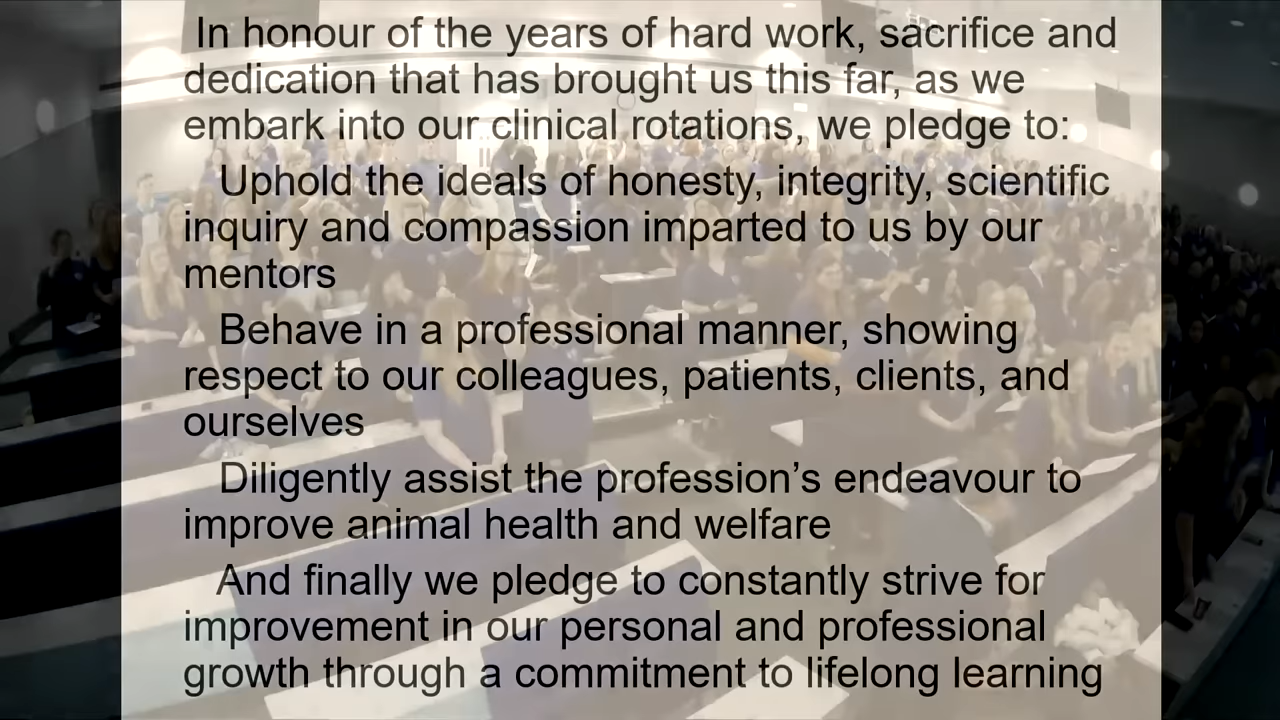 In honour of the years of hard work, sacrifice and
dedication that has brought us this far, as we
embark into our clinical rotations, we pledge to:
Uphold the ideals of honesty, integrity, scientific
inquiry and compassion imparted to us by our
mentors
Behave in a professional manner, showing
respect to our colleagues, patients, clients, and
ourselves
Diligently assist the profession’s endeavour to
improve animal health and welfare
And finally we pledge to constantly strive for
improvement in our personal and professional
growth through a commitment to lifelong learning